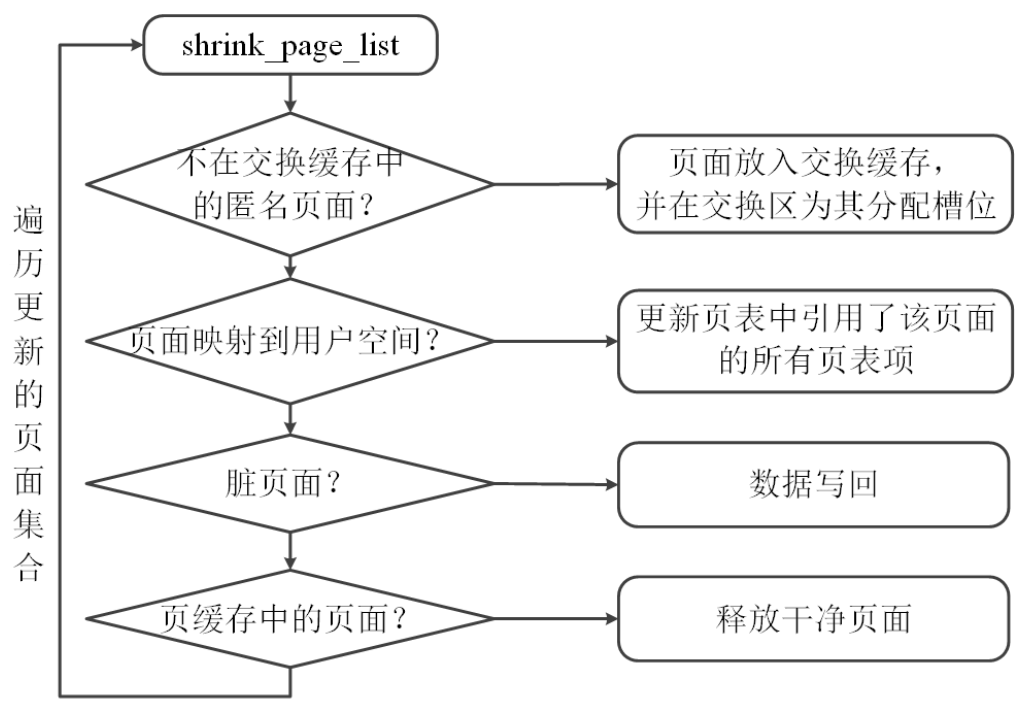 shrink_page_list
不在交换缓存中
的匿名页面?
页面放入交换缓存，
并在交换区为其分配槽位
页面映射到用户空间?
更新页表中引用了该页面
的所有页表项
脏页面?
数据写回
页缓存中的页面?
释放干净页面
遍历更新的页面集合